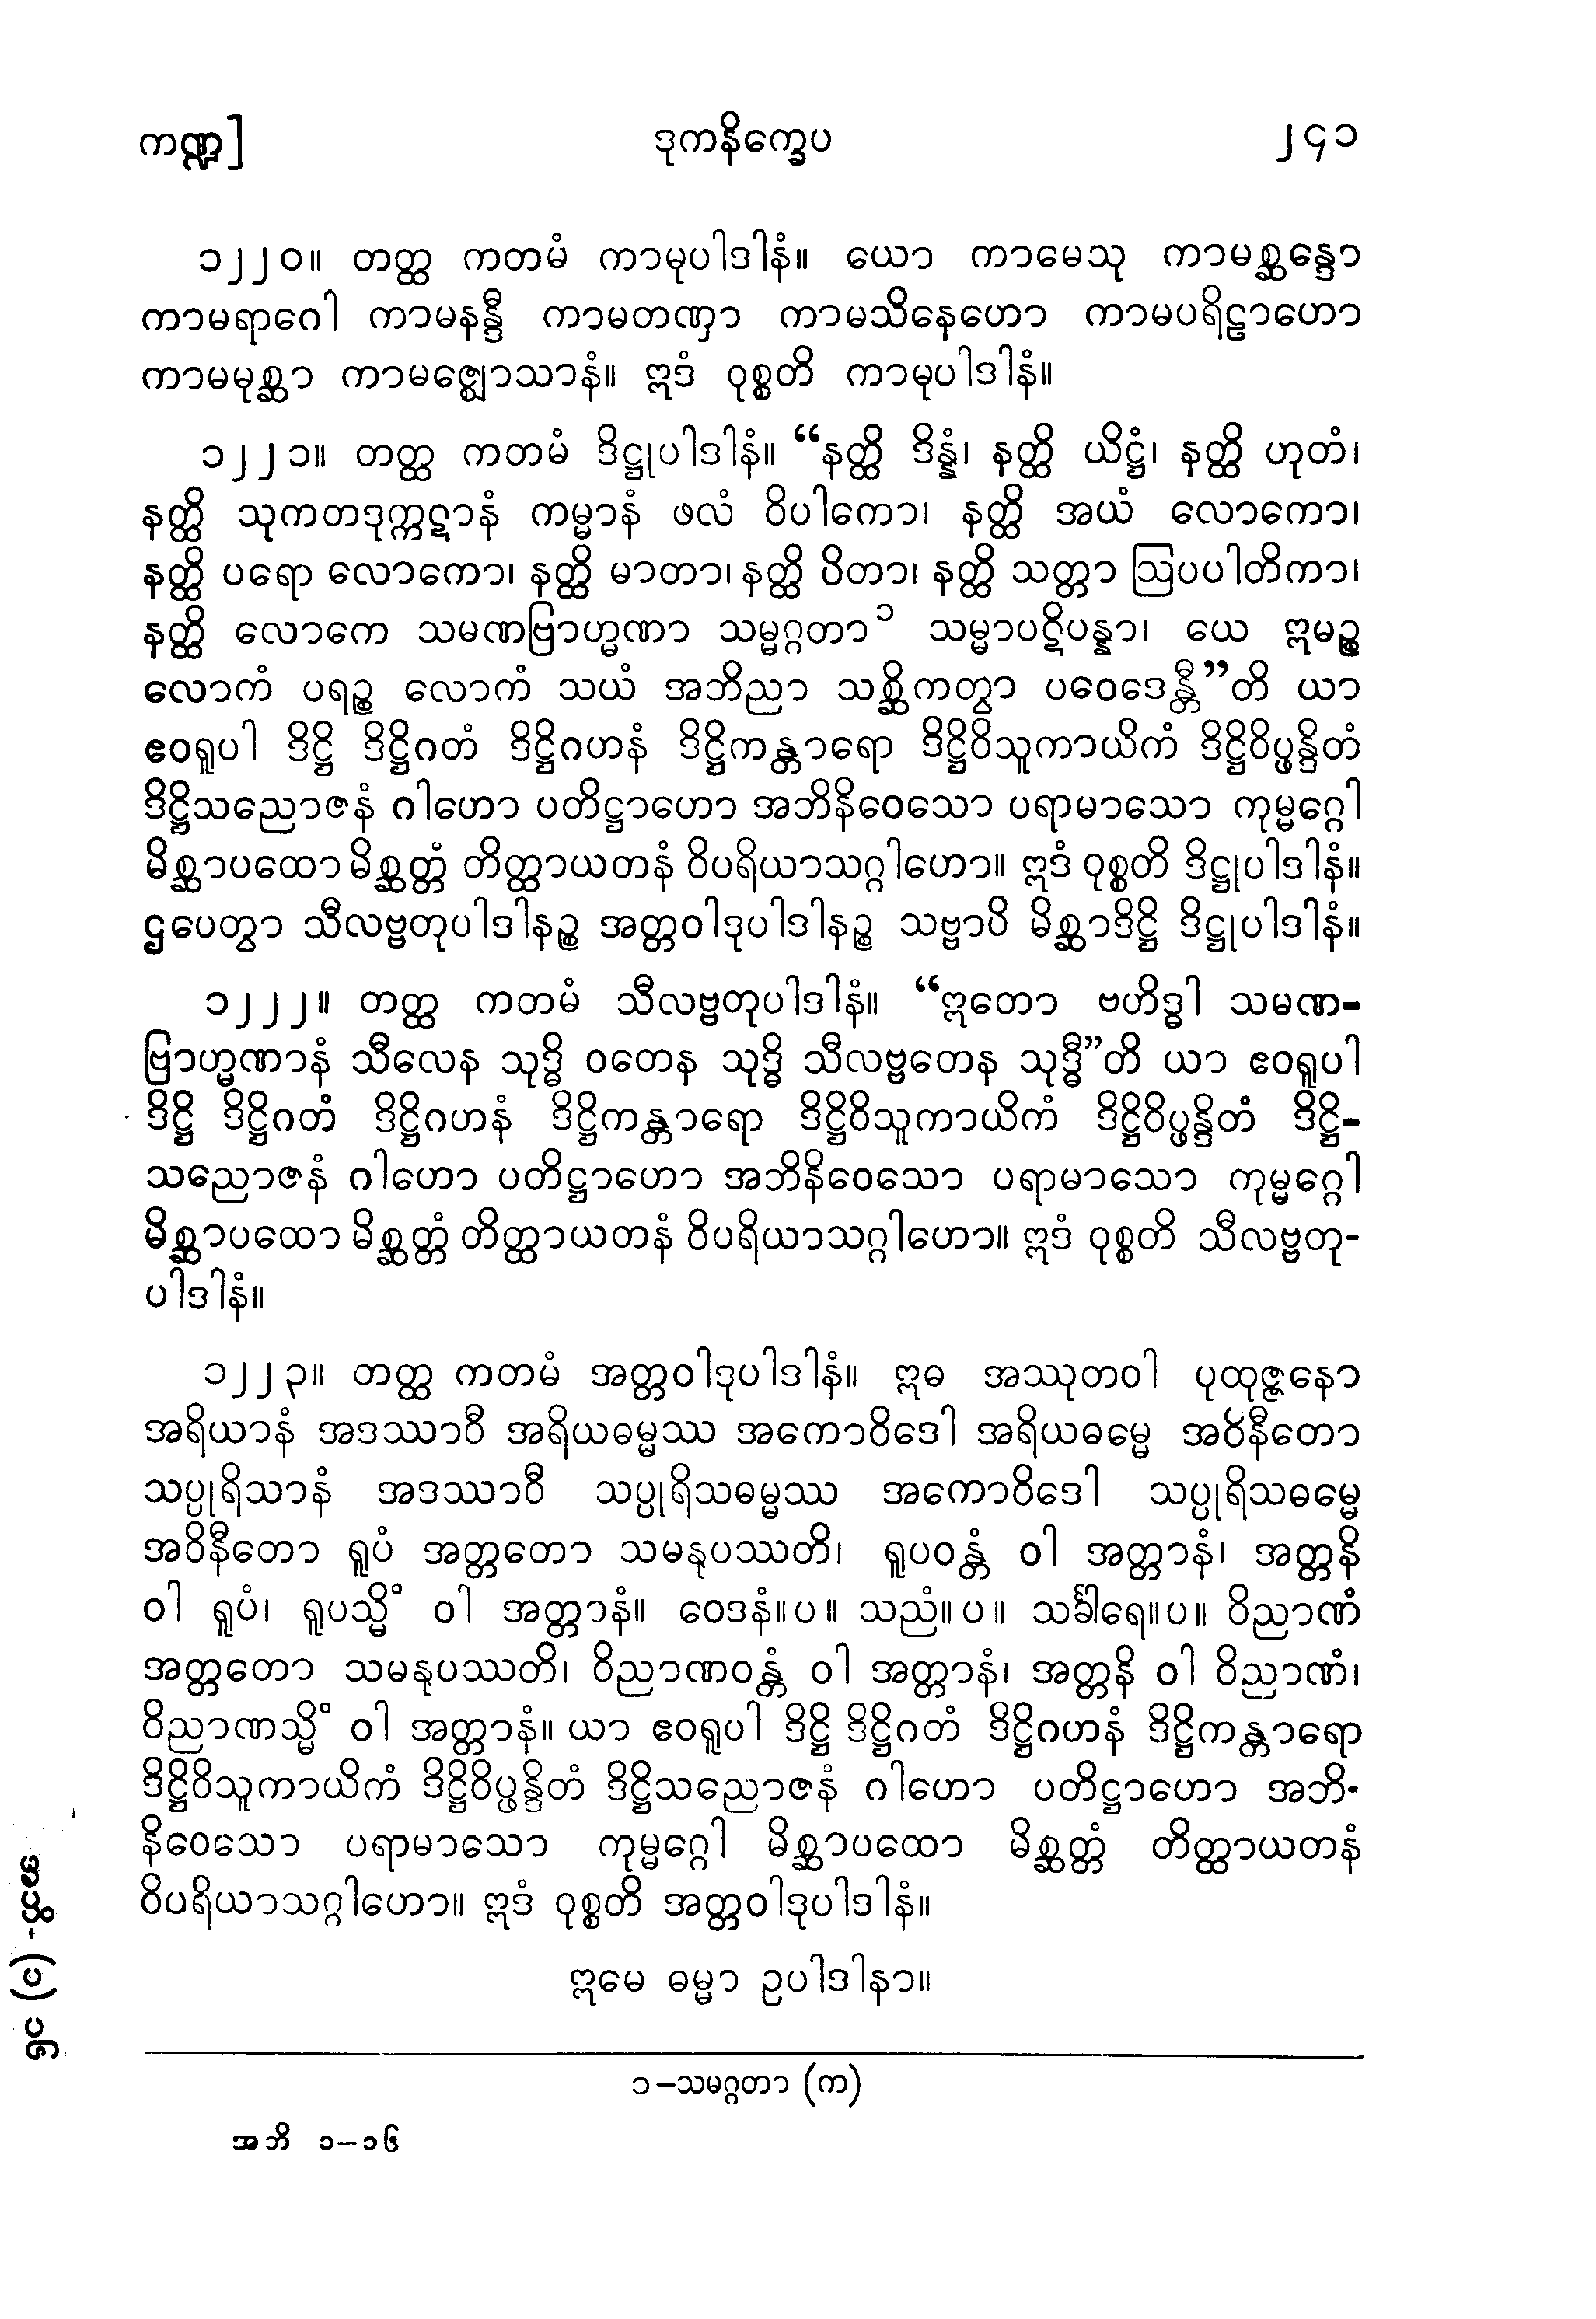 ကဏ္ဍ] ဒုကနိက္ခေပ ၂၄၁
၁၂၂၀။ တတ္ထ ကတမံ ကာမုပါဒါနံ။ ယော ကာမေသု ကာမစ္ဆန္ဒော
ကာမရာဂေါ ကာမနန္ဒီ ကာမတဏှာ ကာမသိနေဟော ကာမပရိဠာဟော
ကာမမုစ္ဆာ ကာမဇ္ဈောသာနံ။ ဣဒံ ဝုစ္စတိ ကာမုပါဒါနံ။
၁၂၂၁။ တတ္ထ ကတမံ ဒိဋ္ဌုပါဒါနံ။ “နတ္ထိ ဒိန္နံ၊ နတ္ထိ ယိဋ္ဌံ၊ နတ္ထိ ဟုတံ၊
နတ္ထိ သုကတဒုက္ကဋာနံ ကမ္မာနံ ဖလံ ဝိပါကော၊ နတ္ထိ အယံ လောကော၊
နတ္ထိ ပရော လောကော၊ နတ္ထိ မာတာ၊ နတ္ထိ ပိတာ၊ နတ္ထိ သတ္တာ ဩပပါတိကာ၊
နတ္ထိ လောကေ သမဏဗြာဟ္မဏာ သမ္မဂ္ဂတာ ၁ သမ္မာပဋိပန္နာ၊ ယေ ဣမဉ္စ
လောကံ ပရဉ္စ လောကံ သယံ အဘိညာ သစ္ဆိကတွာ ပဝေဒေန္တီ”တိ ယာ
ဧဝရူပါ ဒိဋ္ဌိ ဒိဋ္ဌိဂတံ ဒိဋ္ဌိဂဟနံ ဒိဋ္ဌိကန္တာရော ဒိဋ္ဌိဝိသူကာယိကံ ဒိဋ္ဌိဝိပ္ဖန္ဒိတံ
ဒိဋ္ဌိသညောဇနံ ဂါဟော ပတိဋ္ဌာဟော အဘိနိဝေသော ပရာမာသော ကုမ္မဂ္ဂေါ
မိစ္ဆာပထော မိစ္ဆတ္တံ တိတ္ထာယတနံ ဝိပရိယာသဂ္ဂါဟော။ ဣဒံ ဝုစ္စတိ ဒိဋ္ဌုပါဒါနံ။
ဌပေတွာ သီလဗ္ဗတုပါဒါနဉ္စ အတ္တဝါဒုပါဒါနဉ္စ သဗ္ဗာပိ မိစ္ဆာဒိဋ္ဌိ ဒိဋ္ဌုပါဒါနံ။
၁၂၂၂။ တတ္ထ ကတမံ သီလဗ္ဗတုပါဒါနံ။ “ဣတော ဗဟိဒ္ဓါ သမဏ-
ဗြာဟ္မဏာနံ သီလေန သုဒ္ဓိ ဝတေန သုဒ္ဓိ သီလဗ္ဗတေန သုဒ္ဓီ”တိ ယာ ဧဝရူပါ
ဒိဋ္ဌိ ဒိဋ္ဌိဂတံ ဒိဋ္ဌိဂဟနံ ဒိဋ္ဌိကန္တာရော ဒိဋ္ဌိဝိသူကာယိကံ ဒိဋ္ဌိဝိပ္ဖန္ဒိတံ ဒိဋ္ဌိ-
သညောဇနံ ဂါဟော ပတိဋ္ဌာဟော အဘိနိဝေသော ပရာမာသော ကုမ္မဂ္ဂေါ
မိစ္ဆာပထော မိစ္ဆတ္တံ တိတ္ထာယတနံ ဝိပရိယာသဂ္ဂါဟော။ ဣဒံ ဝုစ္စတိ သီလဗ္ဗတု-
ပါဒါနံ။
၁၂၂၃။ တတ္ထ ကတမံ အတ္တဝါဒုပါဒါနံ။ ဣဓ အဿုတဝါ ပုထုဇ္ဇနော
အရိယာနံ အဒဿာဝီ အရိယဓမ္မဿ အကောဝိဒေါ အရိယဓမ္မေ အဝိနီတော
သပ္ပုရိသာနံ အဒဿာဝီ သပ္ပုရိသဓမ္မဿ အကောဝိဒေါ သပ္ပုရိသဓမ္မေ
အဝိနီတော ရူပံ အတ္တတော သမနုပဿတိ၊ ရူပဝန္တံ ဝါ အတ္တာနံ၊ အတ္တနိ
ဝါ ရူပံ၊ ရူပသ္မိံ ဝါ အတ္တာနံ။ ဝေဒနံ။ပ။ သညံ။ပ။ သင်္ခါရေ။ပ။ ဝိညာဏံ
အတ္တတော သမနုပဿတိ၊ ဝိညာဏဝန္တံ ဝါ အတ္တာနံ၊ အတ္တနိ ဝါ ဝိညာဏံ၊
ဝိညာဏသ္မိံ ဝါ အတ္တာနံ။ ယာ ဧဝရူပါ ဒိဋ္ဌိ ဒိဋ္ဌိဂတံ ဒိဋ္ဌိဂဟနံ ဒိဋ္ဌိကန္တာရော
ဒိဋ္ဌိဝိသူကာယိကံ ဒိဋ္ဌိဝိပ္ဖန္ဒိတံ ဒိဋ္ဌိသညောဇနံ ဂါဟော ပတိဋ္ဌာဟော အဘိ-
နိဝေသော ပရာမာသော ကုမ္မဂ္ဂေါ မိစ္ဆာပထော မိစ္ဆတ္တံ တိတ္ထာယတနံ
ဝိပရိယာသဂ္ဂါဟော။ ဣဒံ ဝုစ္စတိ အတ္တဝါဒုပါဒါနံ။
ဣမေ ဓမ္မာ ဥပါဒါနာ။
၁–သမဂ္ဂတာ (က)
အဘိ ၁–၁၆